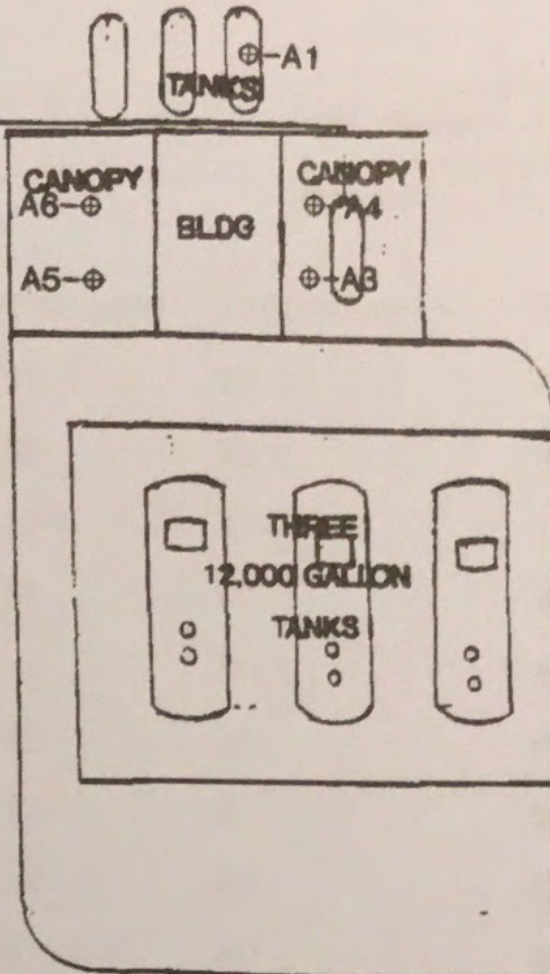 A1
TANKS
CANOPY
CANOPY
A6
BLDG
A4
A5
A3
THREE
12,000 GALLON
TANKS